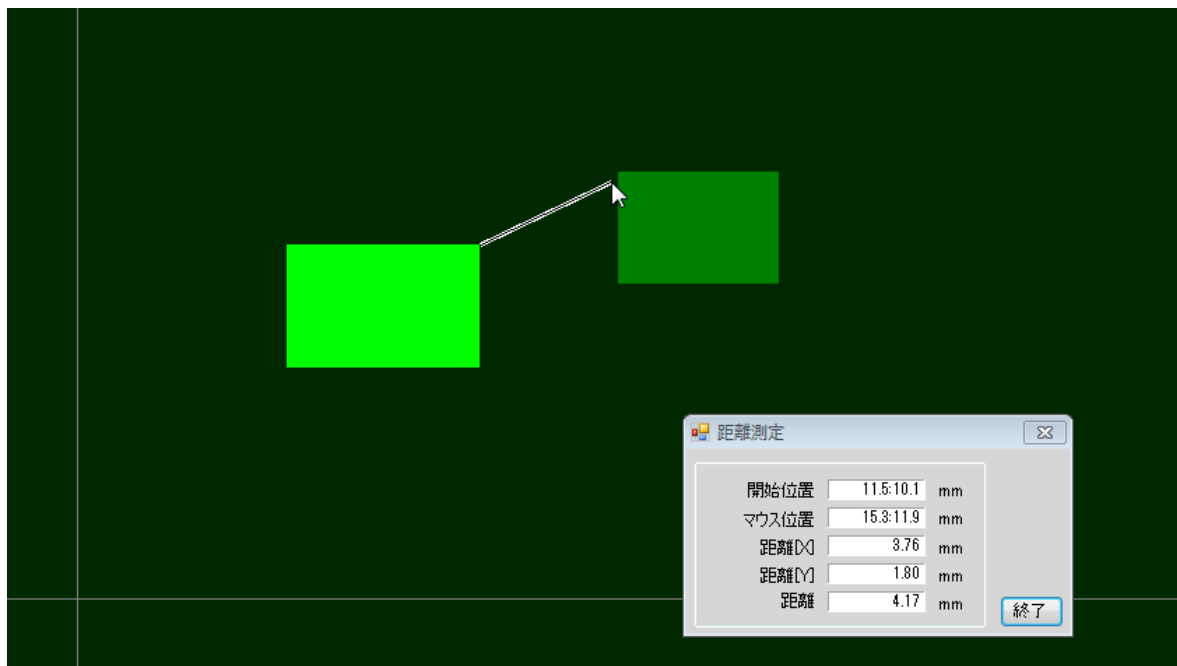 距離測定
開始位置 11.5:10.1 mm
マウス位置 15.3:11.9 mm
距離[X] 3.76 mm
距離[Y] 1.80 mm
距離 4.17 mm
終了